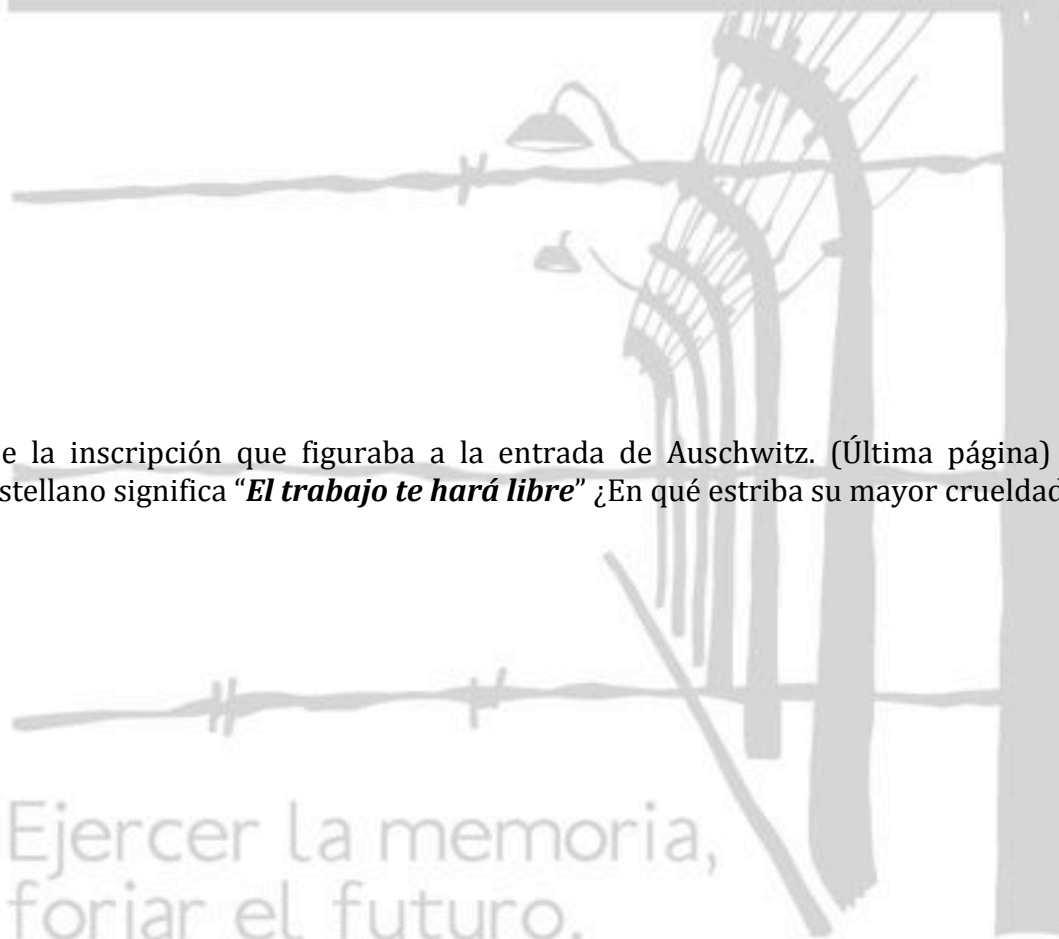 e la inscripción que figuraba a la entrada de Auschwitz. (Última página)
stellano significa “El trabajo te hará libre” ¿En qué estriba su mayor crueldad
Ejercer la memoria,
forjar el futuro.